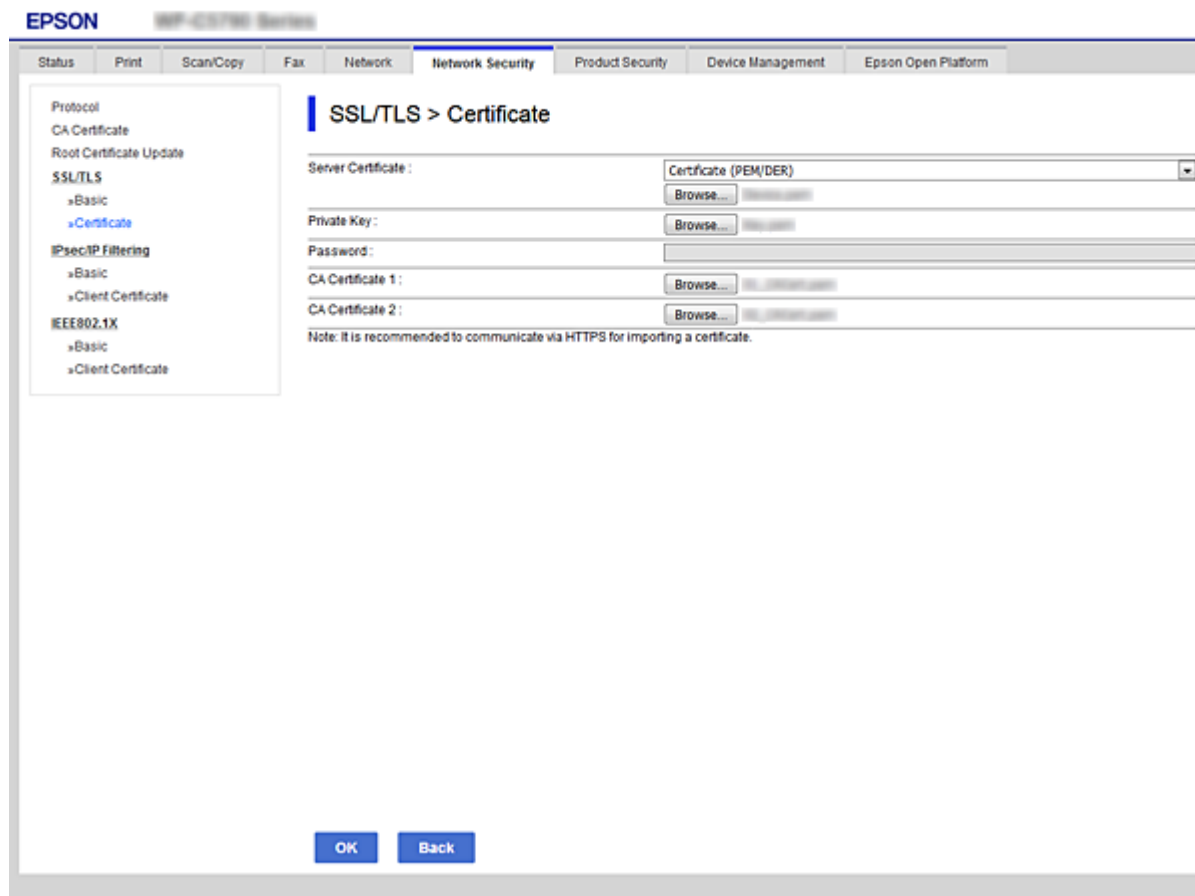 EPSON
Status Print Scan/Copy Fax Network Network Security Product Security Device Management Epson Open Platform
Protocol
CA Certificate
Root Certificate Update
SSL/TLS
»Basic
»Certificate
IPsec/IP Filtering
»Basic
»Client Certificate
IEEE802.1X
»Basic
»Client Certificate
SSL/TLS > Certificate
Server Certificate : Certificate (PEM/DER)
Browse...
Private Key : Browse...
Password :
CA Certificate 1 : Browse...
CA Certificate 2 : Browse...
Note: It is recommended to communicate via HTTPS for importing a certificate.
OK Back